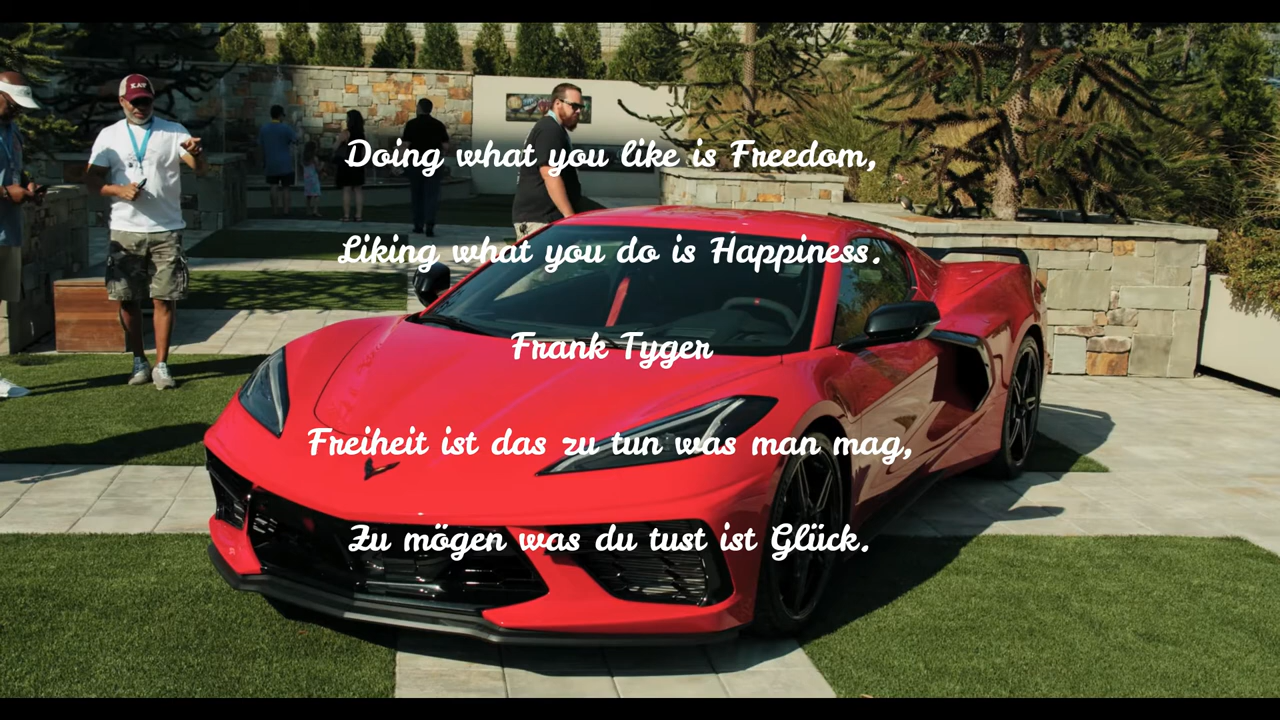 Doing what you like is Freedom,
Liking what you do is Happiness.
Frank Tyger
Freiheit ist das zu tun was man mag,
Zu mögen was du tust ist Glück.